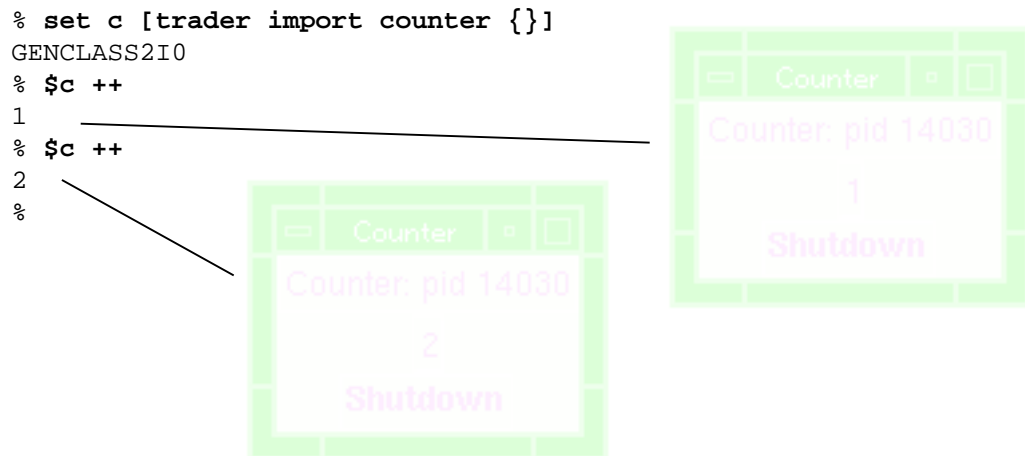 % set c [trader import counter {}]
GENCLASS2I0
% $c ++
1
% $c ++
2
%
Counter
Counter: pid 14030
1
Shutdown
Counter
Counter: pid 14030
2
Shutdown